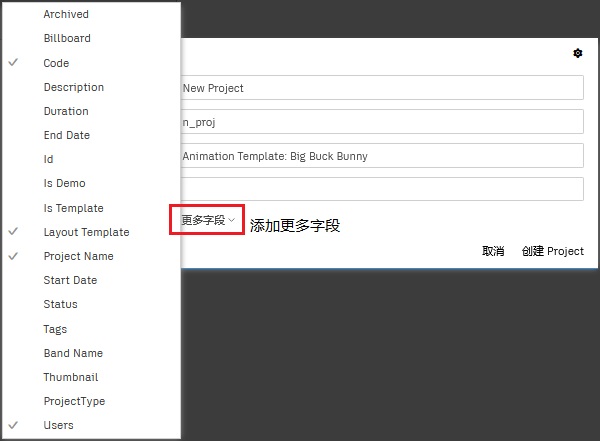 Archived
Billboard
Code
Description
Duration
End Date
Id
Is Demo
Is Template
Layout Template
Project Name
Start Date
Status
Tags
Band Name
Thumbnail
ProjectType
Users
New Project
n_proj
Animation Template: Big Buck Bunny
更多字段 添加更多字段
取消 创建 Project